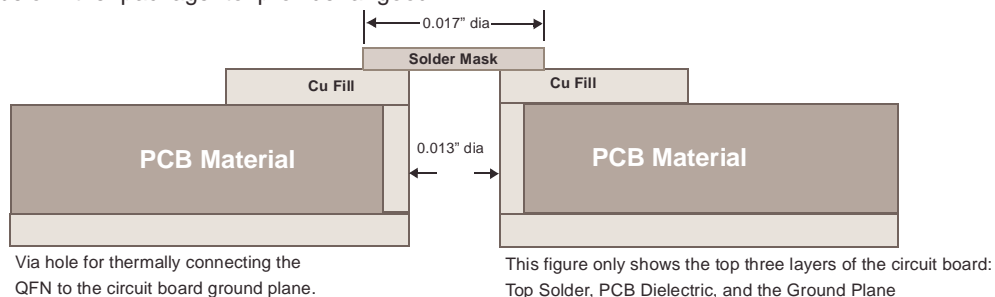 0.017” dia
Solder Mask
Cu Fill
Cu Fill
PCB Material
0.013” dia
PCB Material
Via hole for thermally connecting the
QFN to the circuit board ground plane.
This figure only shows the top three layers of the circuit board:
Top Solder, PCB Dielectric, and the Ground Plane